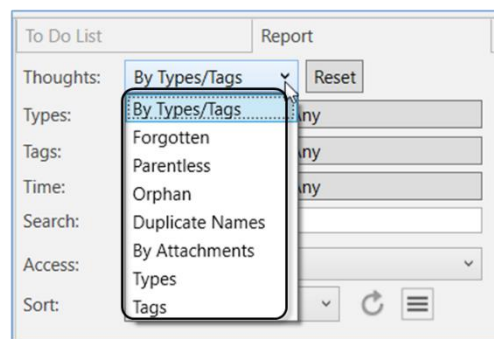 To Do List Report
Thoughts: By Types/Tags Reset
By Types/Tags
Types: Any
Forgotten
Parentless
Tags: Any
Orphan
Time: Any
Duplicate Names
Search:
By Attachments
Access:
Types
Sort: Tags